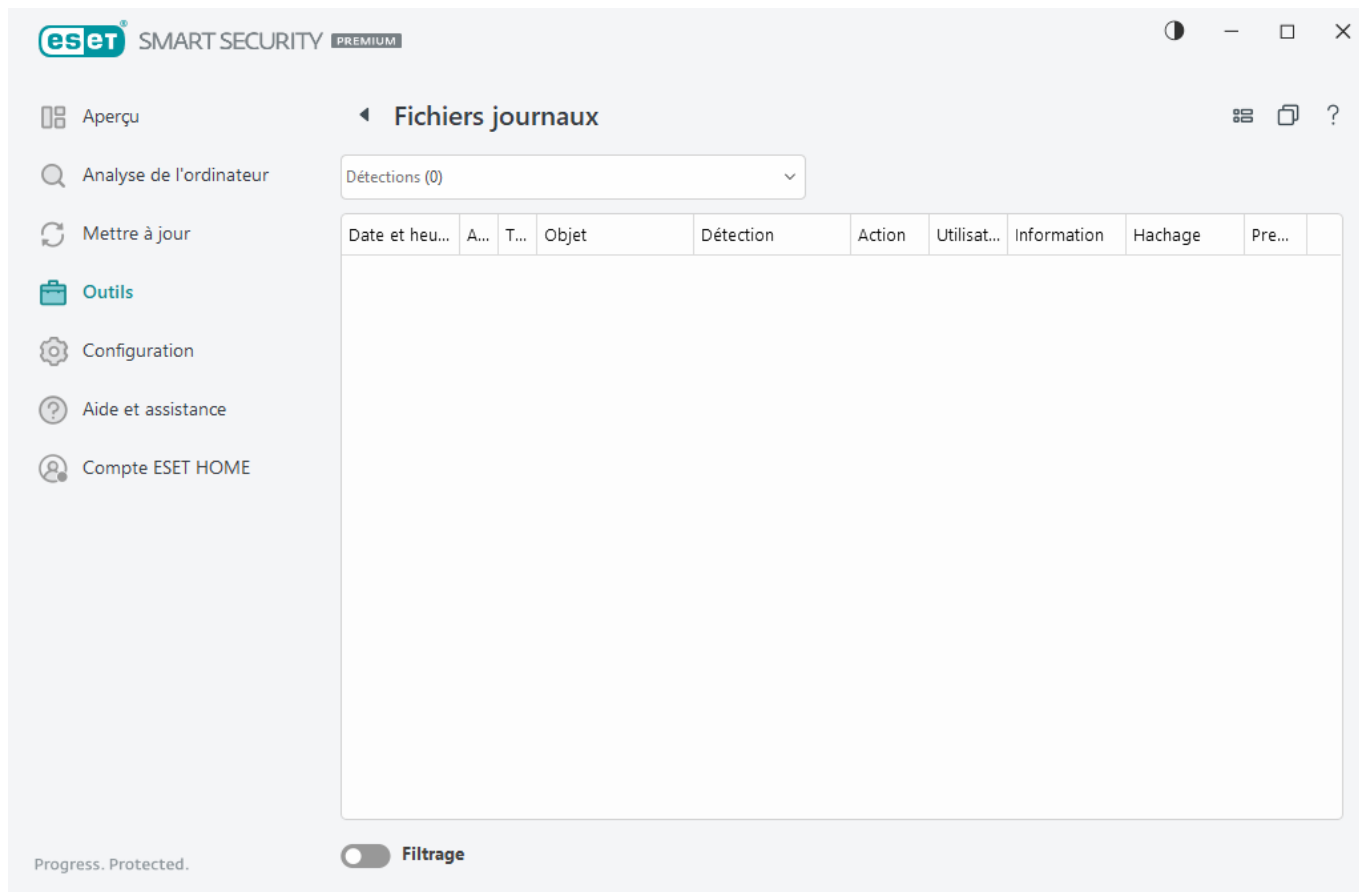 eset® SMART SECURITY PREMIUM
Aperçu
Analyse de l'ordinateur
Mettre à jour
Outils
Configuration
Aide et assistance
Compte ESET HOME
Progress. Protected.
Fichiers journaux
?
Détections (0)
Date et heu... A... T... Objet Détection Action Utilisat... Information Hachage Pre...
Filtrage